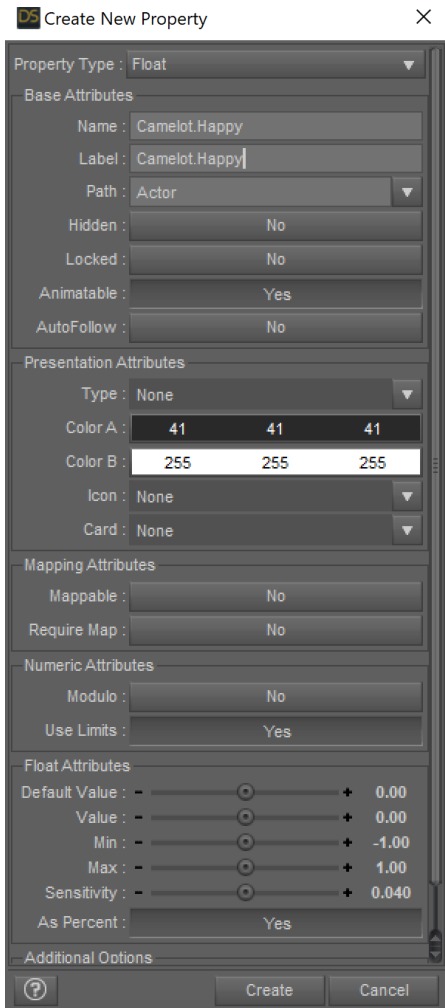 DS Create New Property
Property Type : Float
Base Attributes
Name : Camelot.Happy
Label : Camelot.Happy
Path : Actor
Hidden : No
Locked : No
Animatable : Yes
AutoFollow : No
Presentation Attributes
Type : None
Color A : 41 41 41
Color B : 255 255 255
Icon : None
Card : None
Mapping Attributes
Mappable : No
Require Map : No
Numeric Attributes
Modulo : No
Use Limits : Yes
Float Attributes
Default Value : - + 0.00
Value : - + 0.00
Min : - + -1.00
Max : - + 1.00
Sensitivity : - + 0.040
As Percent : Yes
Additional Options
? Create Cancel